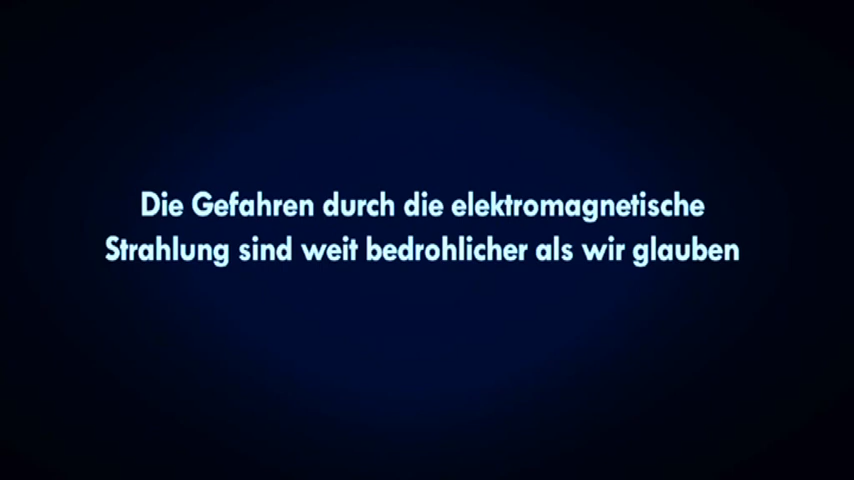 Die Gefahren durch die elektromagnetische
Strahlung sind weit bedrohlicher als wir glauben